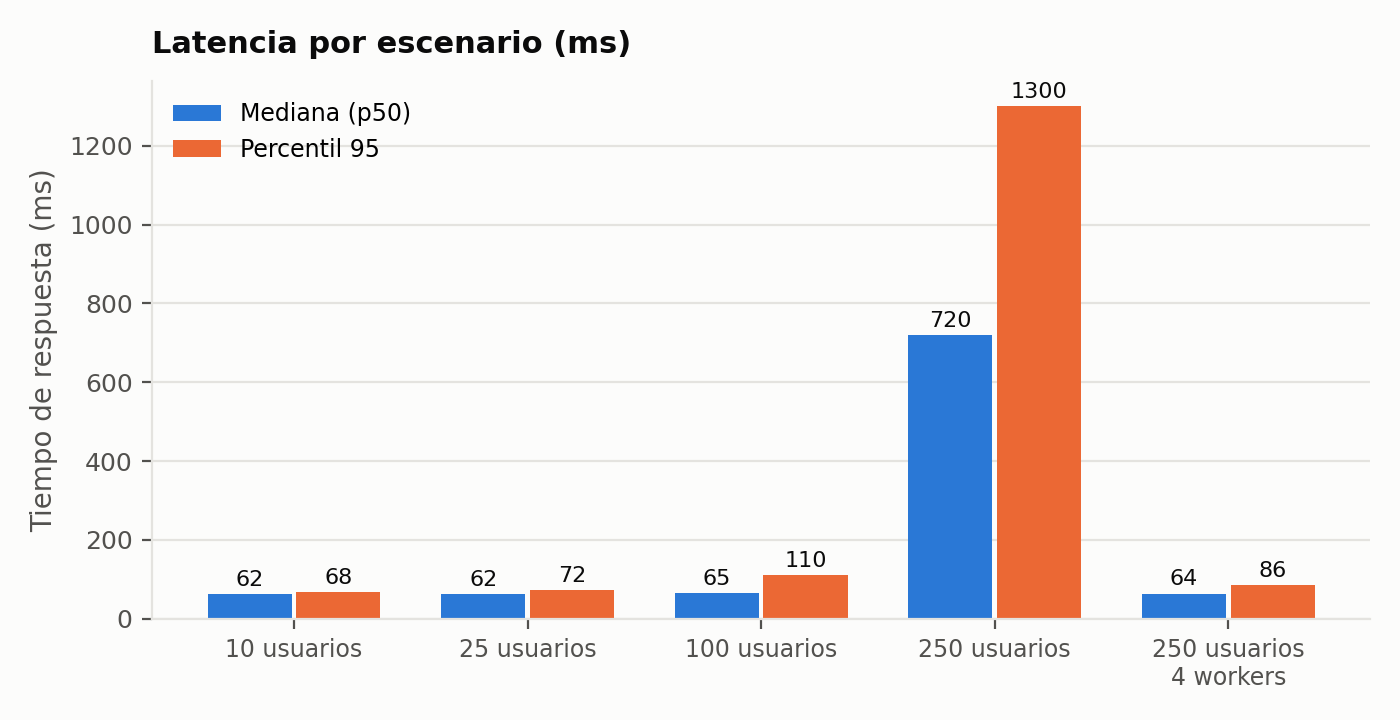 Latencia por escenario (ms)
Mediana (p50)
Percentil 95
Tiempo de respuesta (ms)
1200
1000
800
600
400
200
0
62
68
62
72
65
110
720
1300
64
86
10 usuarios
25 usuarios
100 usuarios
250 usuarios
250 usuarios
4 workers